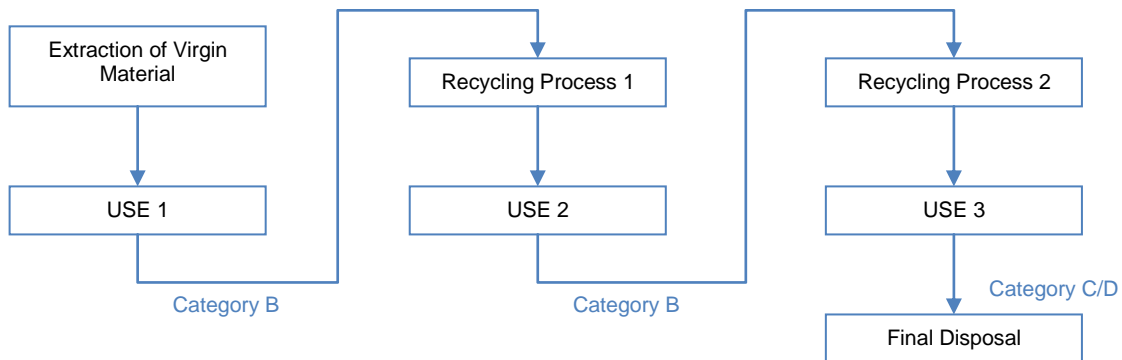 Extraction of Virgin
Material
USE 1
Category B
Recycling Process 1
USE 2
Category B
Recycling Process 2
USE 3
Category C/D
Final Disposal